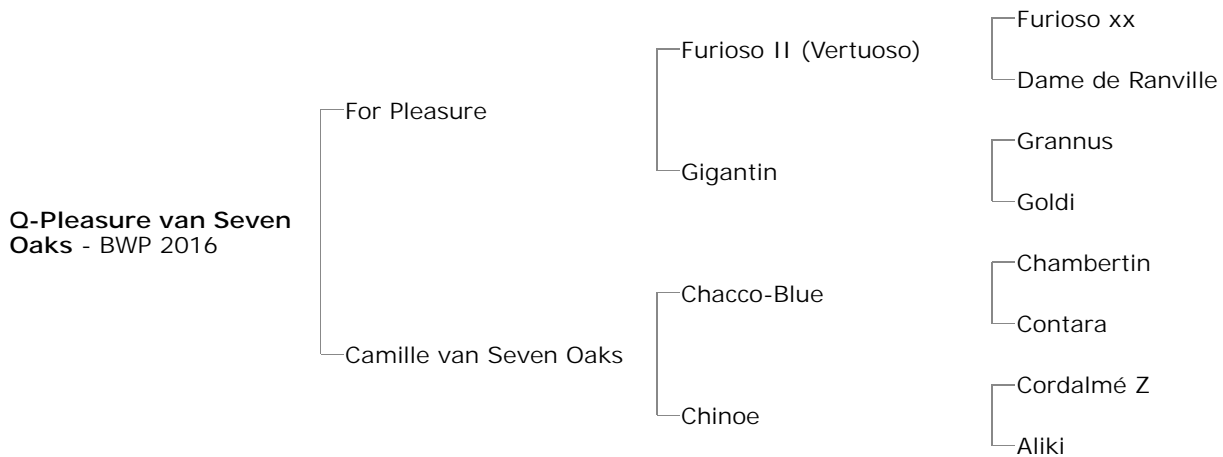 Furioso xx
Furioso II (Vertuoso)
Dame de Ranville
For Pleasure
Grannus
Gigantin
Goldi
Q-Pleasure van Seven
Oaks - BWP 2016
Chambertin
Chacco-Blue
Contara
Camille van Seven Oaks
Cordalmé Z
Chinoe
Aliki